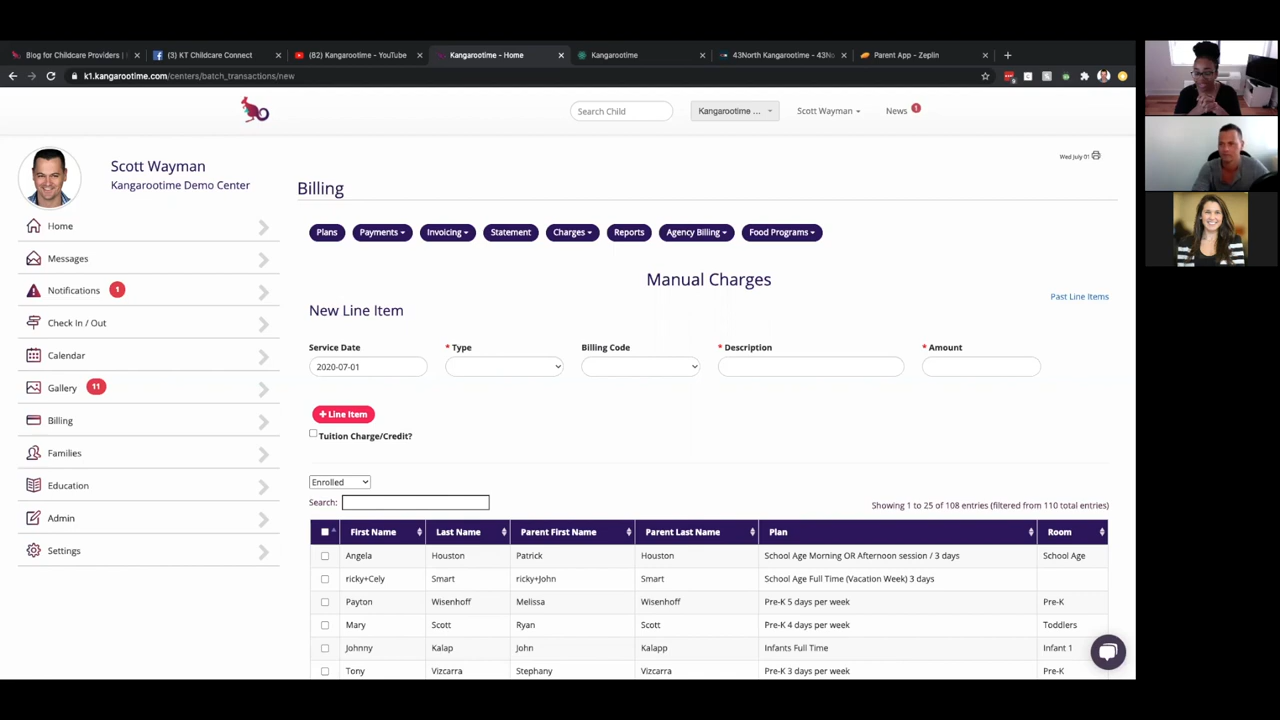 Blog for Childcare Providers |
(3) KT Childcare Connect
(82) Kangarootime - YouTube
Kangarootime - Home
Kangarootime
43North Kangarootime - 43No
Parent App - Zeplin
k1.kangarootime.com/centers/batch_transactions/new
Search Child
Kangarootime ...
Scott Wayman
News 1
Wed July 01
Scott Wayman
Kangarootime Demo Center
Home
Messages
Notifications 1
Check In / Out
Calendar
Gallery 11
Billing
Families
Education
Admin
Settings
Billing
Plans Payments Invoicing Statement Charges Reports Agency Billing Food Programs
Manual Charges
Past Line Items
New Line Item
Service Date * Type Billing Code * Description * Amount
2020-07-01
+ Line Item
Tuition Charge/Credit?
Enrolled
Search:
Showing 1 to 25 of 108 entries (filtered from 110 total entries)
First Name Last Name Parent First Name Parent Last Name Plan Room
Angela Houston Patrick Houston School Age Morning OR Afternoon session / 3 days School Age
ricky+Cely Smart ricky+John Smart School Age Full Time (Vacation Week) 3 days
Payton Wisenhoff Melissa Wisenhoff Pre-K 5 days per week Pre-K
Mary Scott Ryan Scott Pre-K 4 days per week Toddlers
Johnny Kalap John Kalapp Infants Full Time Infant 1
Tony Vizcarra Stephany Vizcarra Pre-K 3 days per week Pre-K